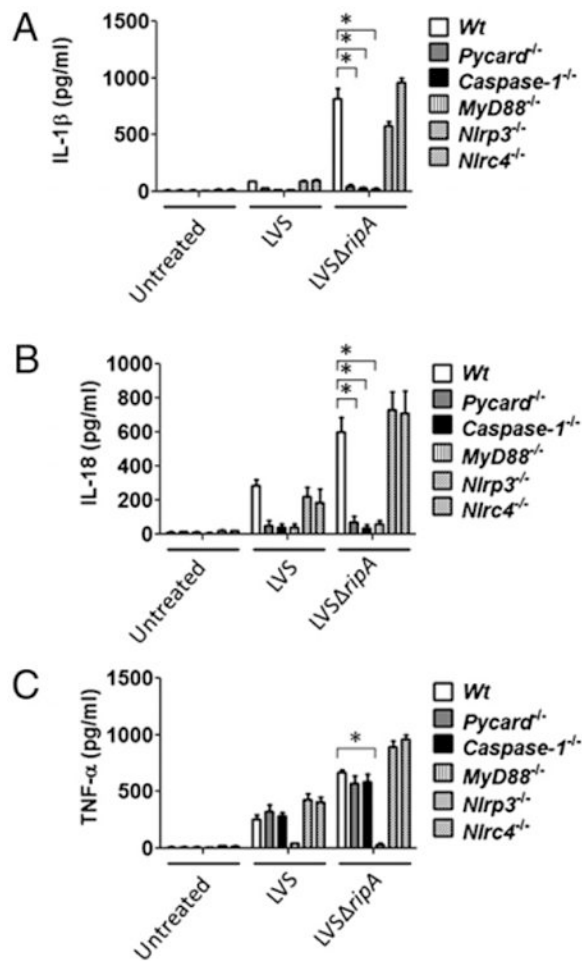 A
IL-1β (pg/ml)
1500
1000
500
0
*
*
*
Untreated
LVS
LVSΔripA
Wt
Pycard-/-
Caspase-1-/-
MyD88-/-
Nlrp3-/-
Nlrc4-/-
B
IL-18 (pg/ml)
1000
800
600
400
200
0
*
*
*
Untreated
LVS
LVSΔripA
Wt
Pycard-/-
Caspase-1-/-
MyD88-/-
Nlrp3-/-
Nlrc4-/-
C
TNF-α (pg/ml)
1500
1000
500
0
*
Untreated
LVS
LVSΔripA
Wt
Pycard-/-
Caspase-1-/-
MyD88-/-
Nlrp3-/-
Nlrc4-/-